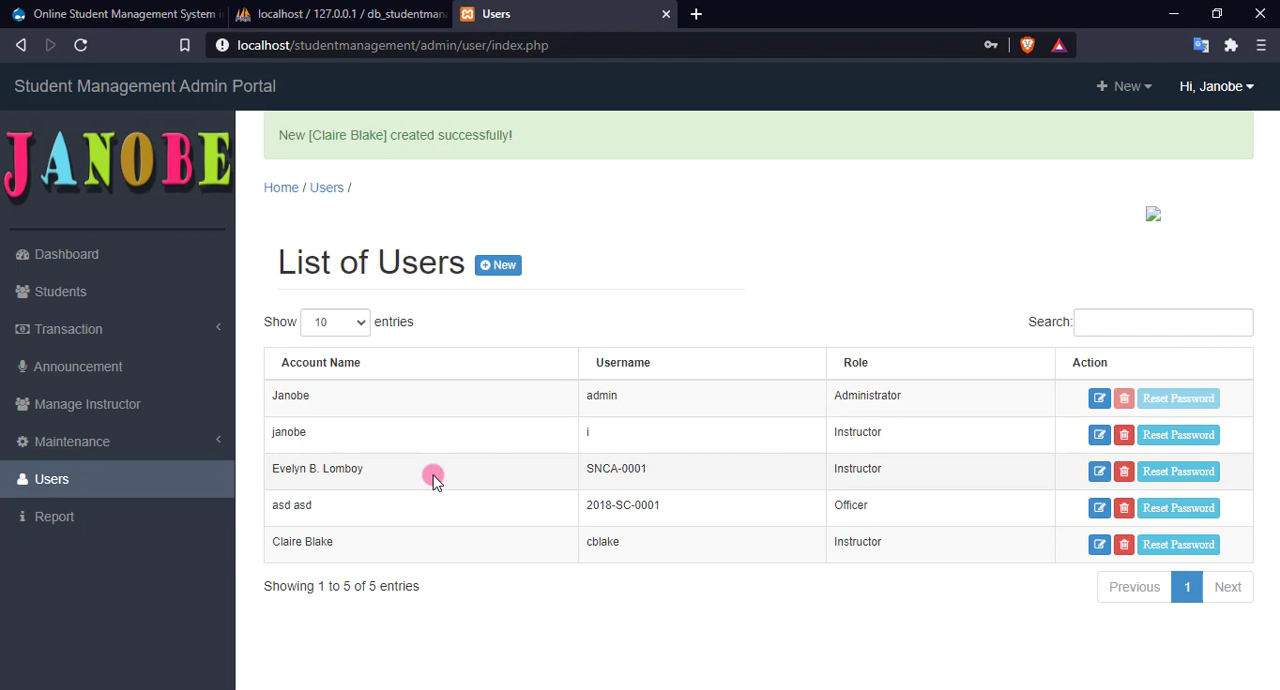 Online Student Management System i
localhost / 127.0.0.1 / db_studentmana
Users
localhost/studentmanagement/admin/user/index.php
Student Management Admin Portal
New
Hi, Janobe
JANOBE
Dashboard
Students
Transaction
Announcement
Manage Instructor
Maintenance
Users
Report
New [Claire Blake] created successfully!
Home / Users /
List of Users New
Show 10 entries
Search:
Account Name Username Role Action
Janobe admin Administrator Reset Password
janobe i Instructor Reset Password
Evelyn B. Lomboy SNCA-0001 Instructor Reset Password
asd asd 2018-SC-0001 Officer Reset Password
Claire Blake cblake Instructor Reset Password
Showing 1 to 5 of 5 entries
Previous 1 Next